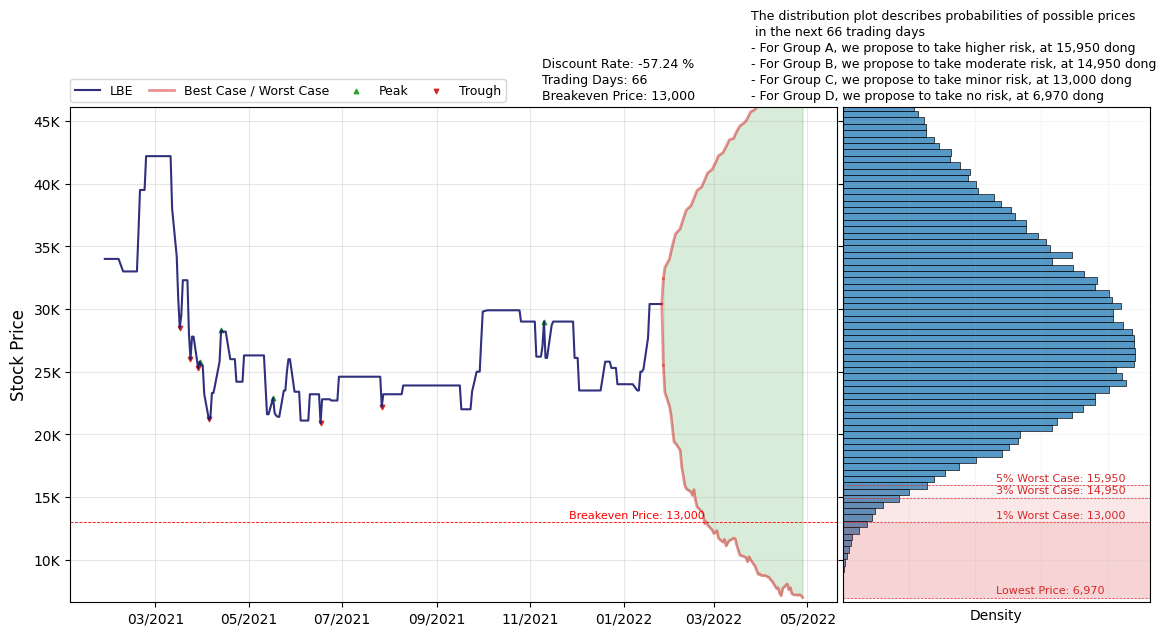 The distribution plot describes probabilities of possible prices
in the next 66 trading days
- For Group A, we propose to take higher risk, at 15,950 dong
- For Group B, we propose to take moderate risk, at 14,950 dong
- For Group C, we propose to take minor risk, at 13,000 dong
- For Group D, we propose to take no risk, at 6,970 dong
Discount Rate: -57.24 %
Trading Days: 66
Breakeven Price: 13,000
LBE
Best Case / Worst Case
Peak
Trough
Stock Price
45K
40K
35K
30K
25K
20K
15K
10K
Breakeven Price: 13,000
03/2021
05/2021
07/2021
09/2021
11/2021
01/2022
03/2022
05/2022
5% Worst Case: 15,950
3% Worst Case: 14,950
1% Worst Case: 13,000
Lowest Price: 6,970
Density